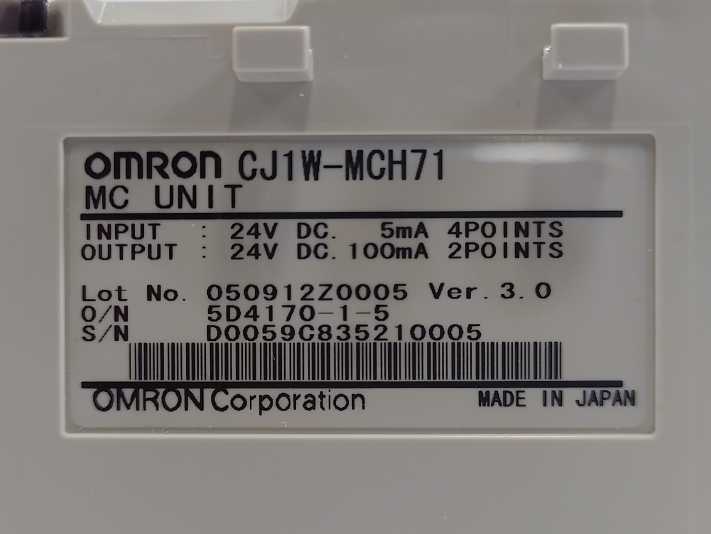 OMRON CJ1W-MCH71
MC UNIT
INPUT : 24V DC. 5mA 4POINTS
OUTPUT : 24V DC. 100mA 2POINTS
Lot No. 050912Z0005 Ver.3.0
O/N 5D4170-1-5
S/N D0059C835210005
OMRON Corporation MADE IN JAPAN